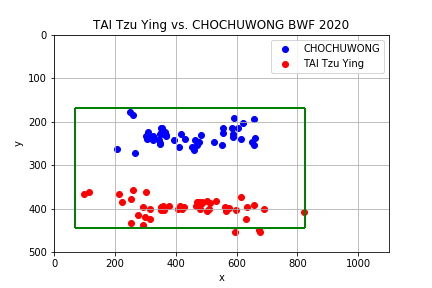 TAI Tzu Ying vs. CHOCHUWONG BWF 2020
CHOCHUWONG
TAI Tzu Ying
0
100
200
300
400
500
y
0 200 400 600 800 1000
x